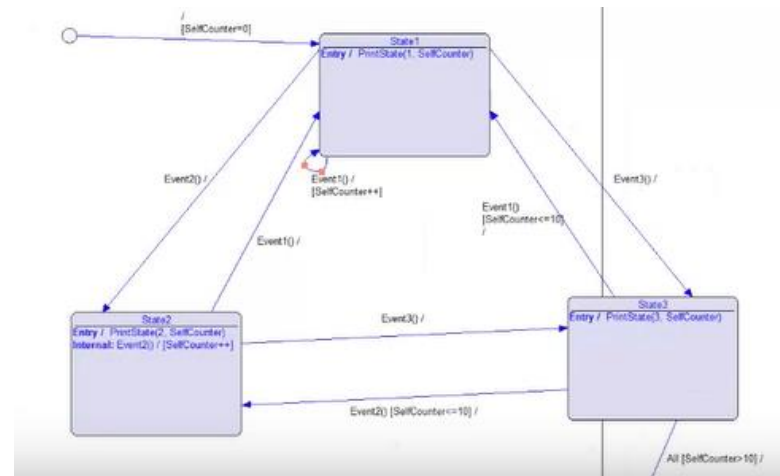 /
[SelfCounter=0]
State1
Entry / PrintState(1, SelfCounter)
Event2() /
Event1() /
[SelfCounter++]
Event3() /
Event1()
[SelfCounter<=10]
/
Event1() /
State2
Entry / PrintState(2, SelfCounter)
Internal: Event2() / [SelfCounter++]
Event3() /
State3
Entry / PrintState(3, SelfCounter)
Event2() [SelfCounter<=10] /
All [SelfCounter>10] /